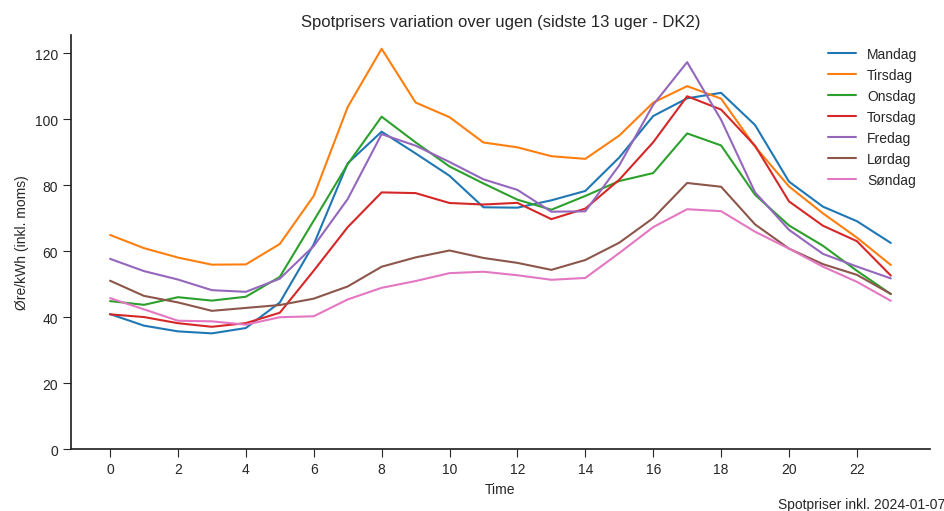 Spotprisers variation over ugen (sidste 13 uger - DK2)
Mandag
Tirsdag
Onsdag
Torsdag
Fredag
Lørdag
Søndag
Øre/kWh (inkl. moms)
120
100
80
60
40
20
0
0 2 4 6 8 10 12 14 16 18 20 22
Time
Spotpriser inkl. 2024-01-07